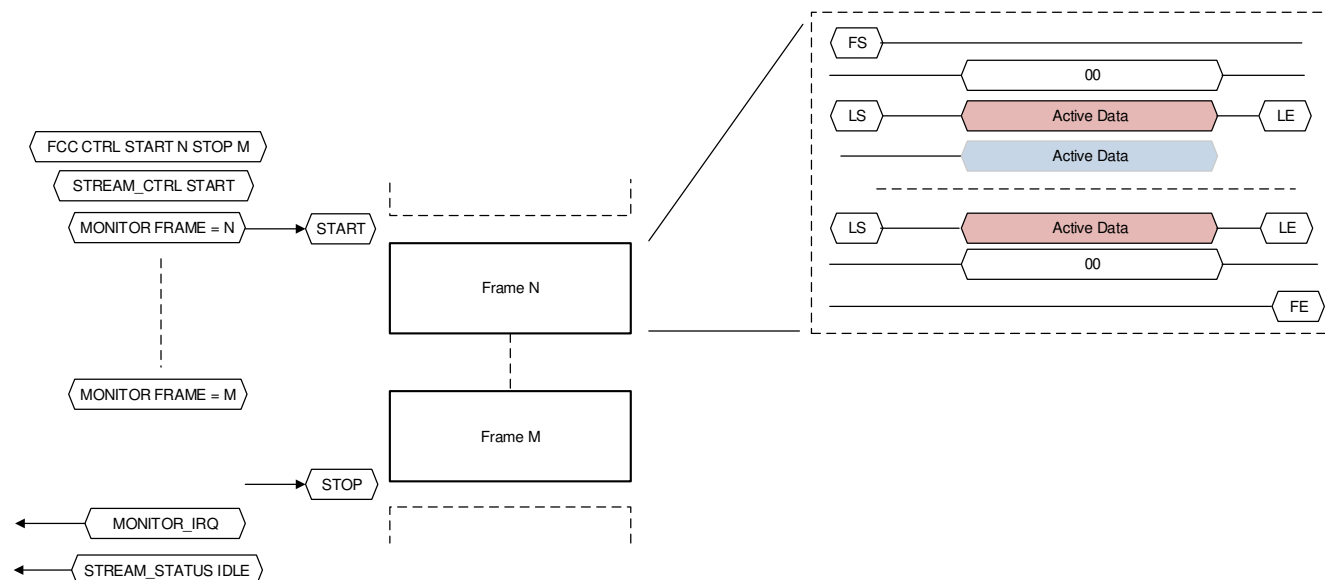 FCC CTRL START N STOP M
STREAM_CTRL START
MONITOR FRAME = N
START
Frame N
MONITOR FRAME = M
Frame M
STOP
MONITOR_IRQ
STREAM_STATUS IDLE
FS
00
LS
Active Data
LE
Active Data
LS
Active Data
LE
00
FE